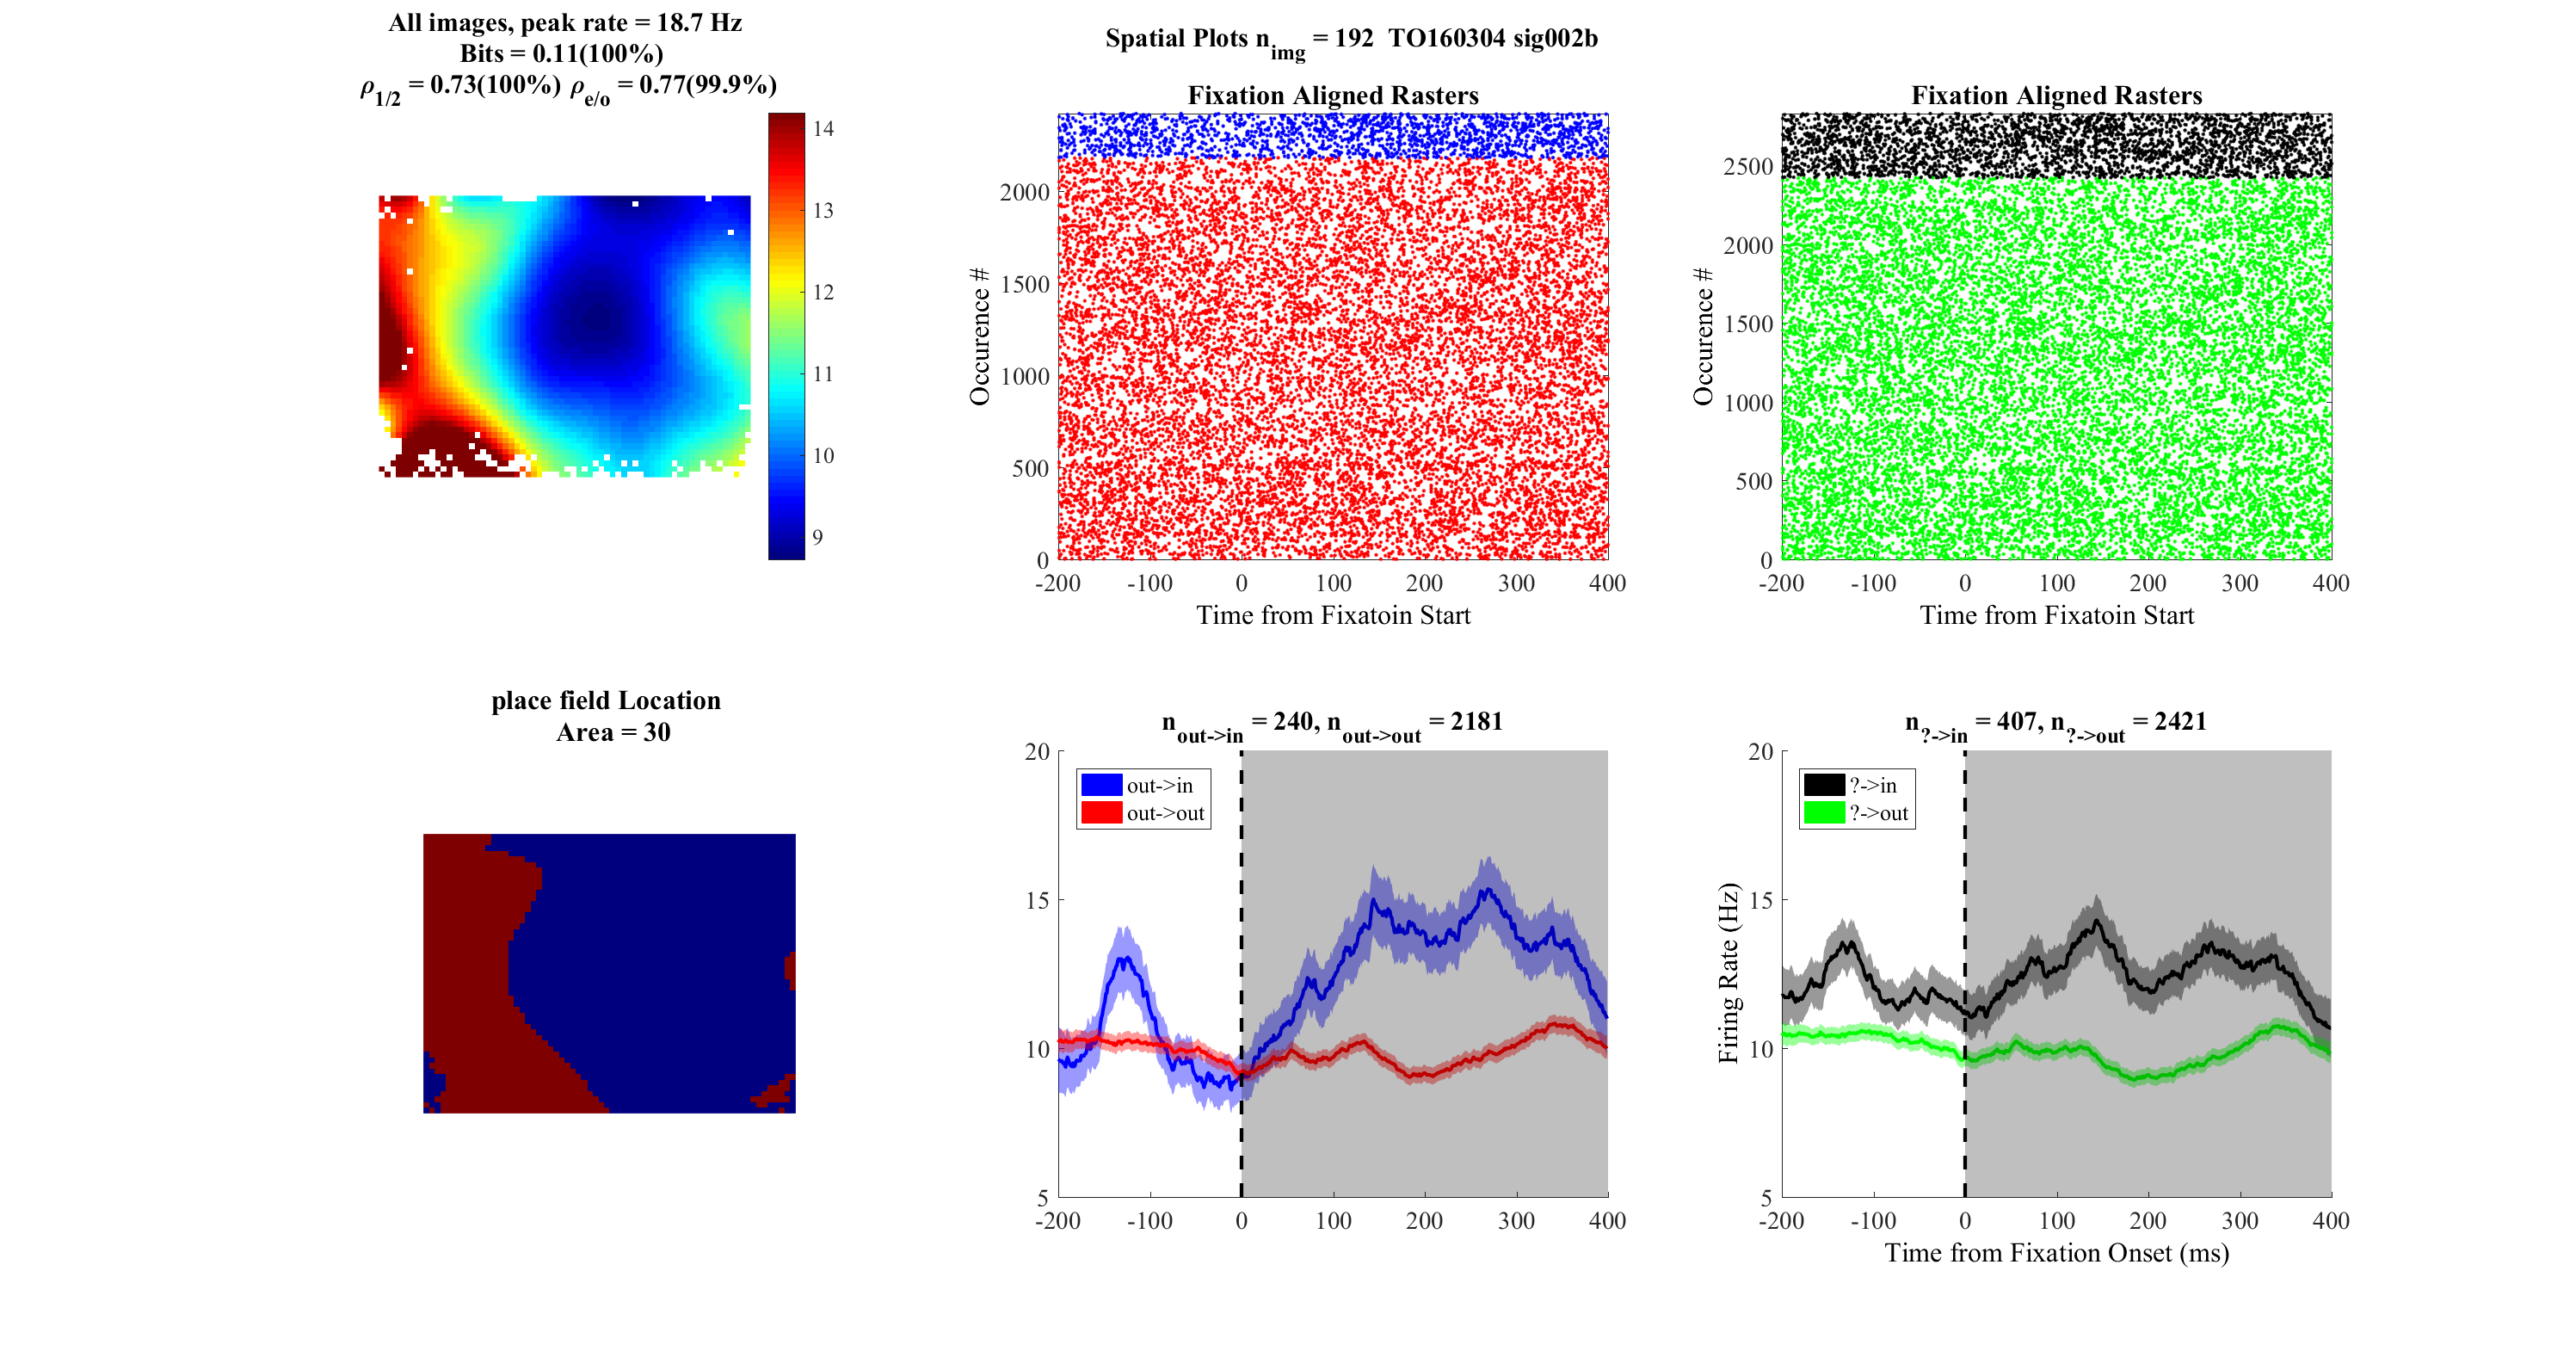 All images, peak rate = 18.7 Hz
Bits = 0.11(100%)
ρ1/2 = 0.73(100%) ρe/o = 0.77(99.9%)
14
13
12
11
10
9
Spatial Plots nimg = 192 TO160304 sig002b
Fixation Aligned Rasters
Occurence #
2000
1500
1000
500
0
-200 -100 0 100 200 300 400
Time from Fixatoin Start
Fixation Aligned Rasters
Occurence #
2500
2000
1500
1000
500
0
-200 -100 0 100 200 300 400
Time from Fixatoin Start
place field Location
Area = 30
nout->in = 240, nout->out = 2181
20
15
10
5
out->in
out->out
-200 -100 0 100 200 300 400
n?->in = 407, n?->out = 2421
Firing Rate (Hz)
20
15
10
5
?->in
?->out
-200 -100 0 100 200 300 400
Time from Fixation Onset (ms)